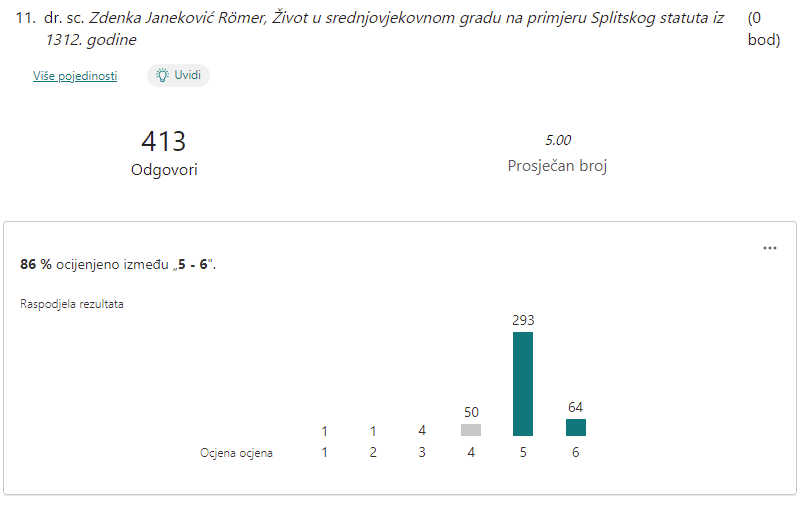 11. dr. sc. Zdenka Janeković Römer, Život u srednjovjekovnom gradu na primjeru Splitskog statuta iz (0
1312. godine bod)
Više pojedinosti Uvidi
413 5.00
Odgovori Prosječan broj
...
86 % ocijenjeno između „5 - 6".
Raspodjela rezultata
293
64
50
1 1 4
Ocjena ocjena 1 2 3 4 5 6